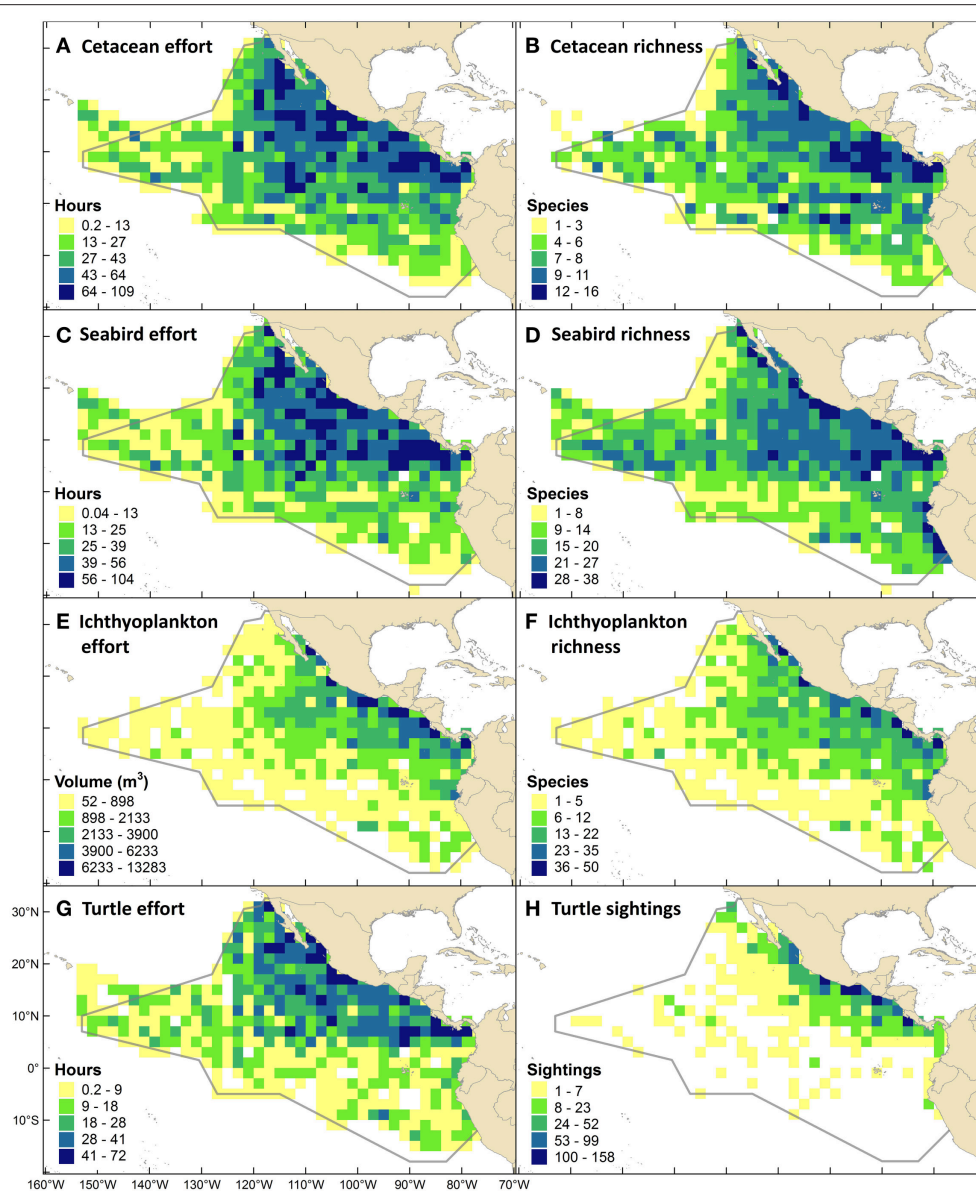 A Cetacean effort
Hours
0.2 - 13
13 - 27
27 - 43
43 - 64
64 - 109
B Cetacean richness
Species
1 - 3
4 - 6
7 - 8
9 - 11
12 - 16
C Seabird effort
Hours
0.04 - 13
13 - 25
25 - 39
39 - 56
56 - 104
D Seabird richness
Species
1 - 8
9 - 14
15 - 20
21 - 27
28 - 38
E Ichthyoplankton
effort
Volume (m³)
52 - 898
898 - 2133
2133 - 3900
3900 - 6233
6233 - 13283
F Ichthyoplankton
richness
Species
1 - 5
6 - 12
13 - 22
23 - 35
36 - 50
G Turtle effort
30°N
20°N
10°N
0°
10°S
Hours
0.2 - 9
9 - 18
18 - 28
28 - 41
41 - 72
160°W 150°W 140°W 130°W 120°W 110°W 100°W 90°W 80°W 70°W
H Turtle sightings
Sightings
1 - 7
8 - 23
24 - 52
53 - 99
100 - 158